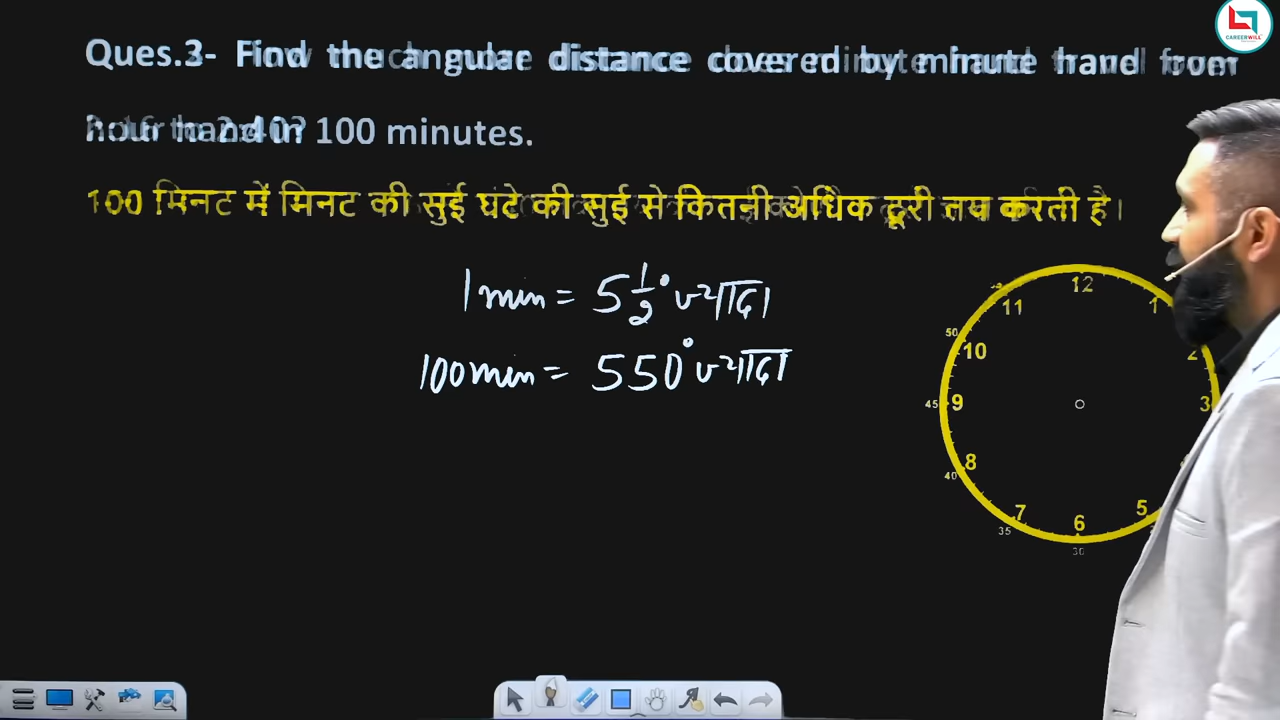 Ques. - Find the angular distance covered by minute hand from
hour hand in 100 minutes.
100 मिनट में मिनट की सुई घंटे की सुई से कितनी अधिक दूरी तय करती है।
1 min = 5 1/2° ज्यादा
100 min = 550° ज्यादा
12
11
1
50
10
2
45
9
3
8
40
7
5
35
6
30
CAREERWILL